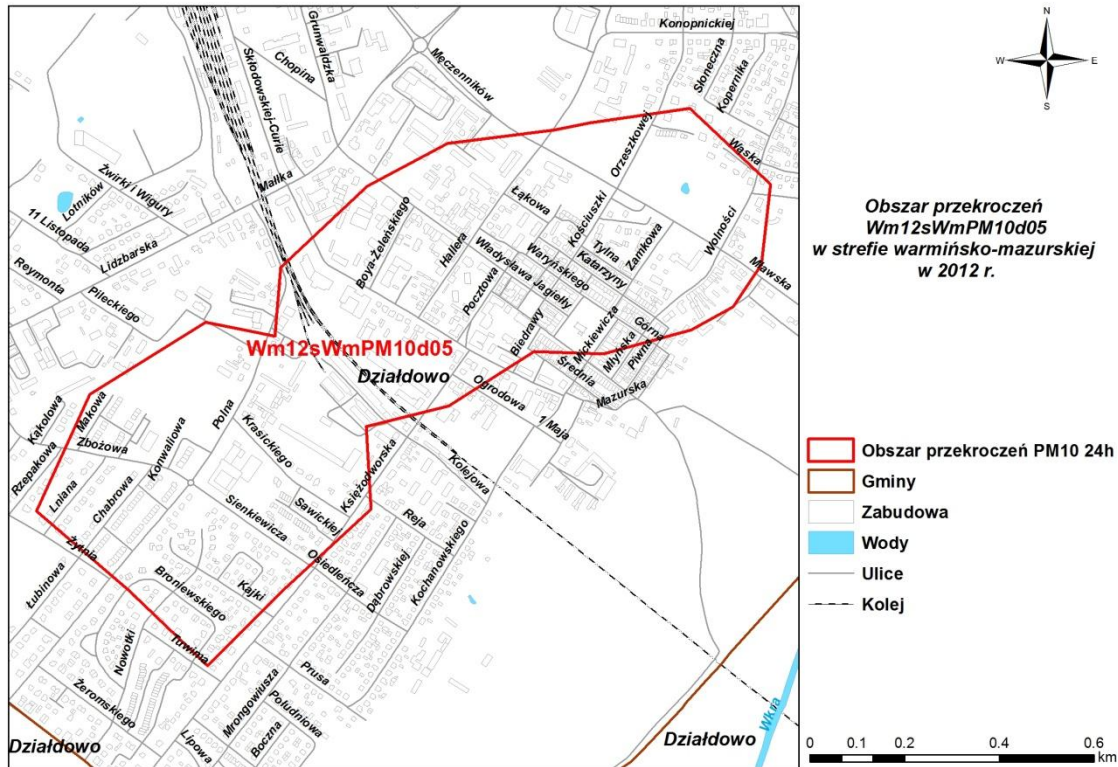 Konopnickiej
Grunwaldzka
Chopina
Skłodowskiej-Curie
Męczenników
Słoneczna
Kopernika
Orzeszkowej
Wąska
Żwirki i Wigury
Lotników
Mallka
11 Listopada
Lidzbarska
Reymonta
Pileckiego
Boya-Żeleńskiego
Hallera
Łąkowa
Kościuszki
Tylna
Zamkowa
Wolności
Waryńskiego
Katarzyny
Władysława Jagiełły
Pocztowa
Mławska
Biedrawy
Mickiewicza
Górna
Młyńska
Piwna
Średnia
Mazurska
Wm12sWmPM10d05
Działdowo
Ogrodowa
1 Maja
Kąkolowa
Makowa
Polna
Zbożowa
Konwaliowa
Krasickiego
Rzepakowa
Lniana
Chabrowa
Księżodworska
Kolejowa
Sienkiewicza
Sawickiej
Reja
Żytnia
Osiedleńcza
Łubinowa
Broniewskiego
Kajki
Dąbrowskiej
Kochanowskiego
Nowotki
Tuwima
Prusa
Żeromskiego
Mrongowiusza
Południowa
Lipowa
Boczna
Działdowo
Działdowo
Wkra
N
W
E
S
Obszar przekroczeń
Wm12sWmPM10d05
w strefie warmińsko-mazurskiej
w 2012 r.
Obszar przekroczeń PM10 24h
Gminy
Zabudowa
Wody
Ulice
Kolej
0 0.1 0.2 0.4 0.6
km